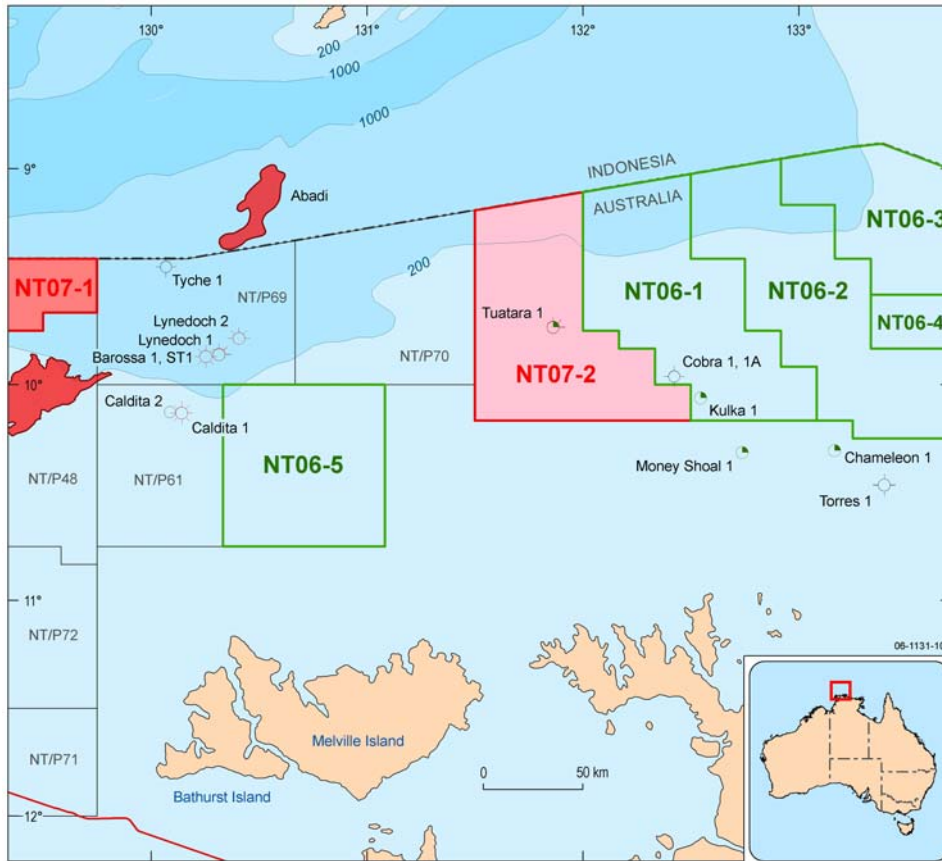 130°
131°
132°
133°
200
1000
1000
9°
INDONESIA
AUSTRALIA
Abadi
NT06-3
200
NT07-1
Tyche 1
NT/P69
NT06-1
NT06-2
Lynedoch 2
Tuatara 1
NT06-4
Lynedoch 1
Barossa 1, ST1
NT/P70
Cobra 1, 1A
NT07-2
10°
Caldita 2
Kulka 1
Caldita 1
NT06-5
Chameleon 1
NT/P48
NT/P61
Money Shoal 1
Torres 1
11°
NT/P72
06-1131-10
Melville Island
NT/P71
0 50 km
Bathurst Island
12°